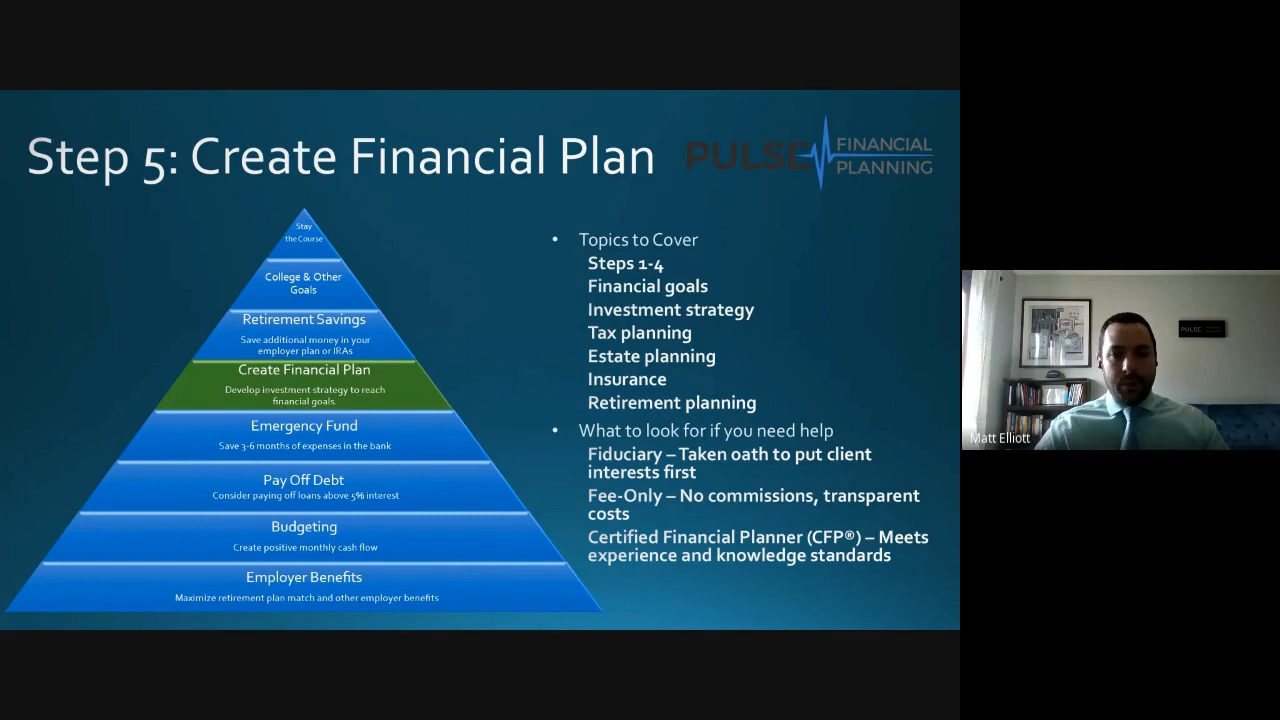 Step 5: Create Financial Plan
PULSE FINANCIAL
PLANNING
Stay
the Course
College & Other
Goals
Retirement Savings
Save additional money in your
employer plan or IRAs
Create Financial Plan
Develop investment strategy to reach
financial goals.
Emergency Fund
Save 3-6 months of expenses in the bank
Pay Off Debt
Consider paying off loans above 5% interest
Budgeting
Create positive monthly cash flow
Employer Benefits
Maximize retirement plan match and other employer benefits
• Topics to Cover
Steps 1-4
Financial goals
Investment strategy
Tax planning
Estate planning
Insurance
Retirement planning
• What to look for if you need help
Fiduciary – Taken oath to put client
interests first
Fee-Only – No commissions, transparent
costs
Certified Financial Planner (CFP®) – Meets
experience and knowledge standards
PULSE
Matt Elliott